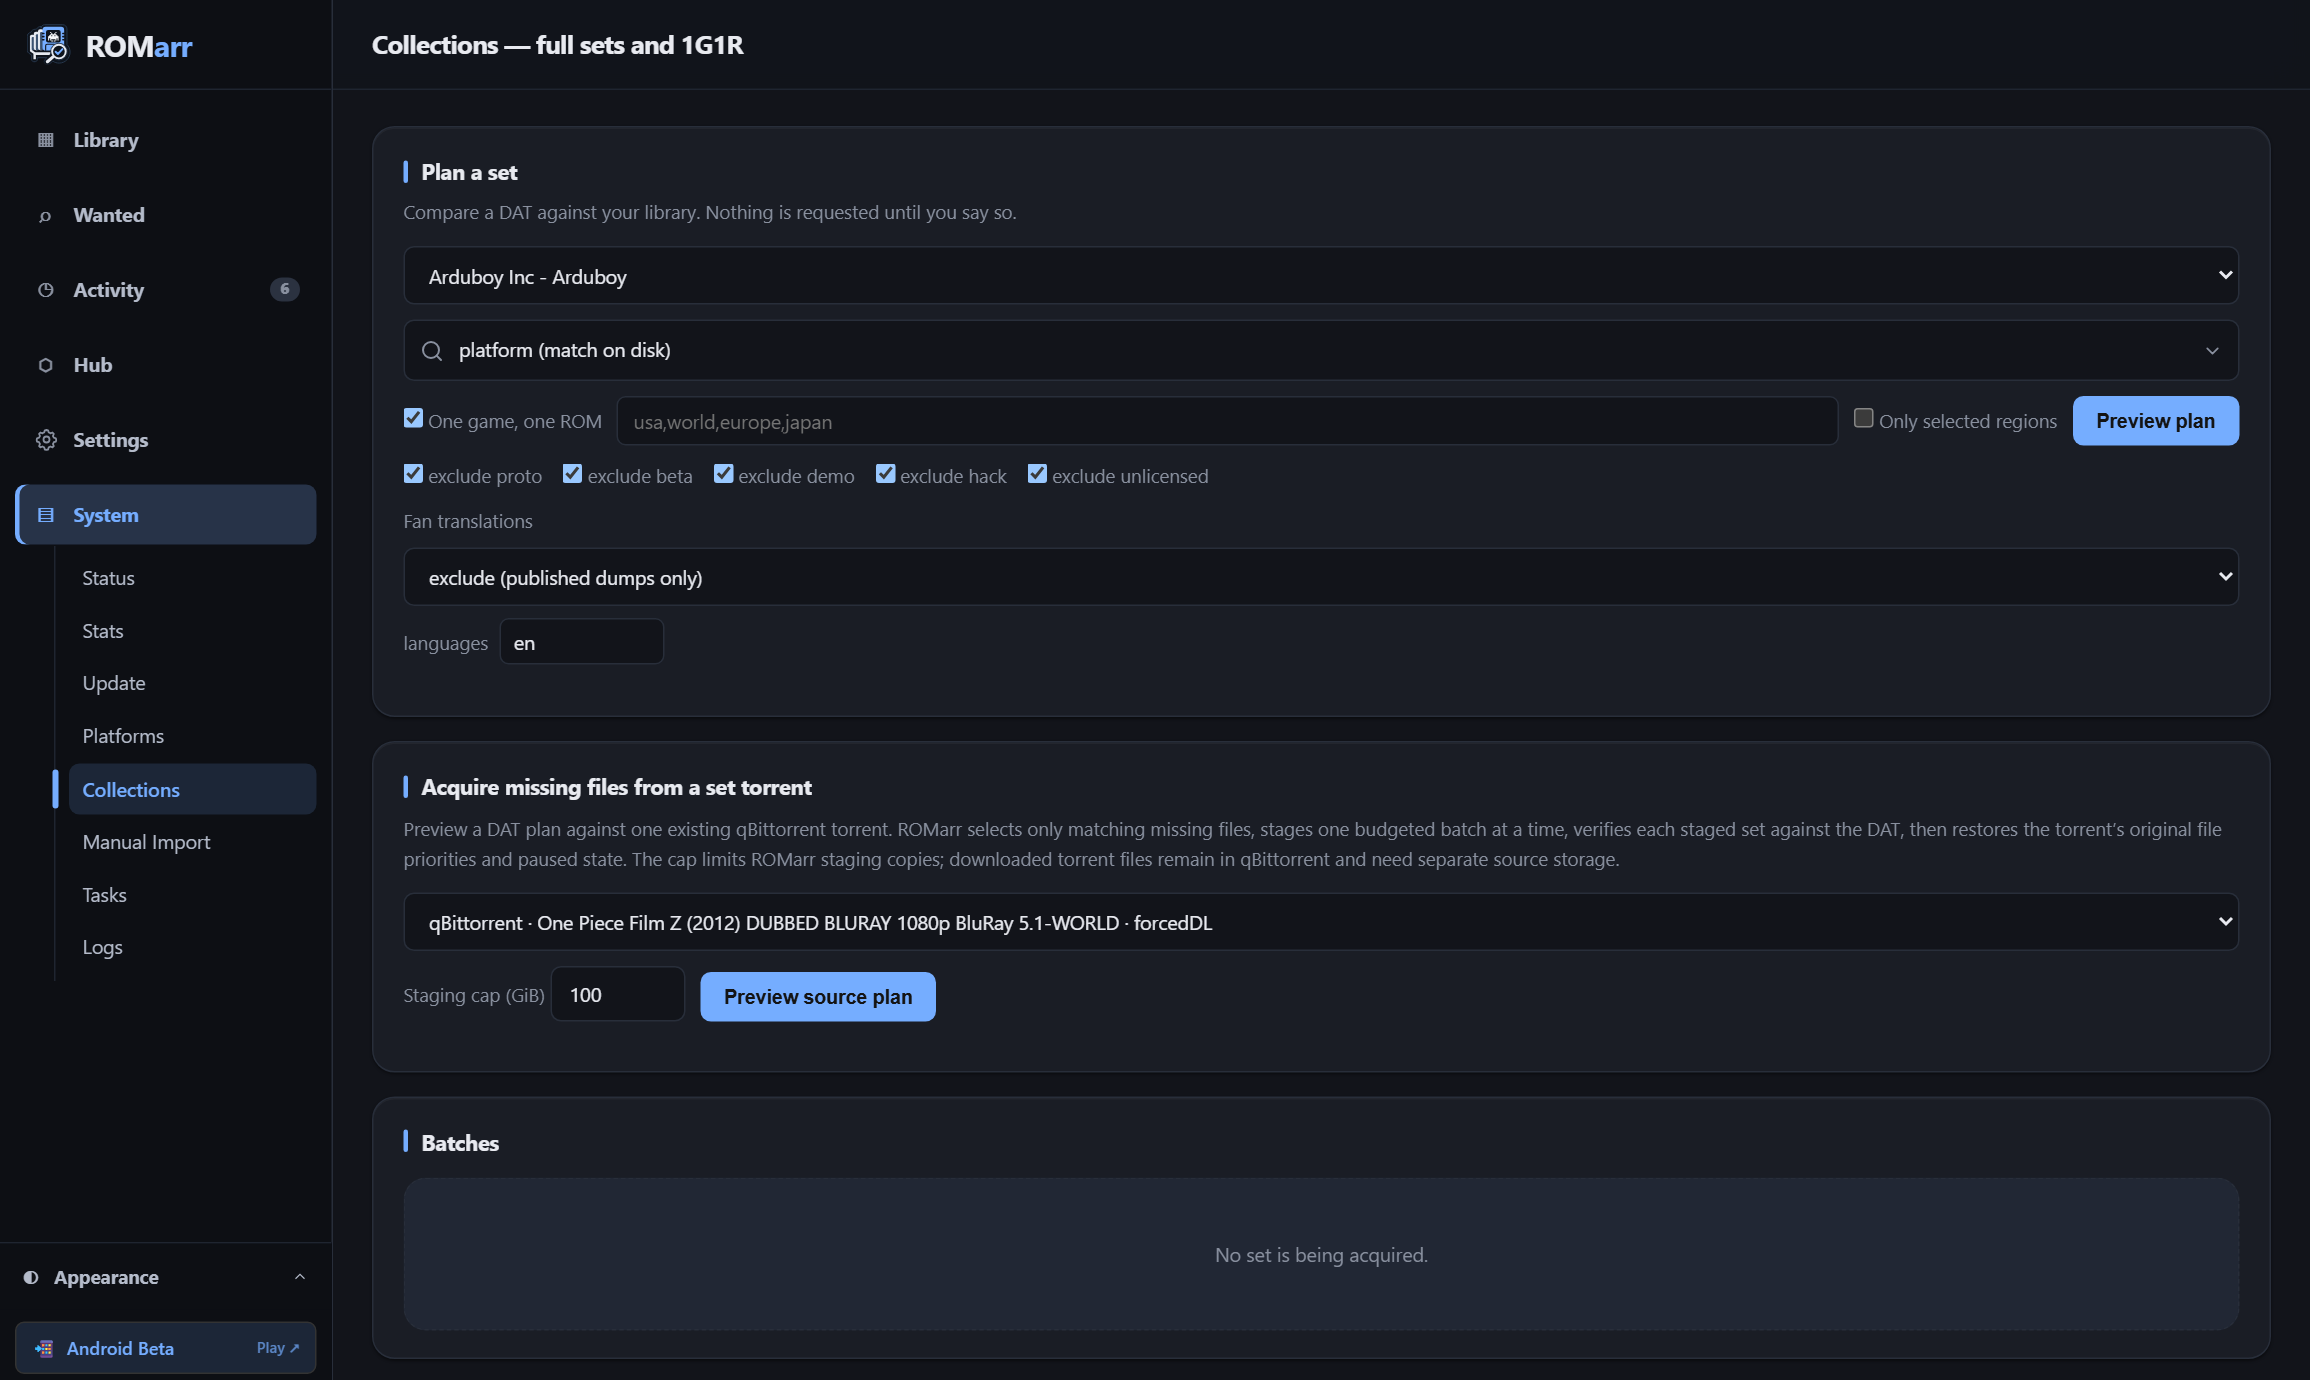 ROMarr
Collections — full sets and 1G1R
Library
Wanted
Activity
6
Hub
Settings
System
Status
Stats
Update
Platforms
Collections
Manual Import
Tasks
Logs
Appearance
Android Beta
Play ↗
Plan a set
Compare a DAT against your library. Nothing is requested until you say so.
Arduboy Inc - Arduboy
platform (match on disk)
One game, one ROM
usa,world,europe,japan
Only selected regions
Preview plan
exclude proto
exclude beta
exclude demo
exclude hack
exclude unlicensed
Fan translations
exclude (published dumps only)
languages
en
Acquire missing files from a set torrent
Preview a DAT plan against one existing qBittorrent torrent. ROMarr selects only matching missing files, stages one budgeted batch at a time, verifies each staged set against the DAT, then restores the torrent's original file
priorities and paused state. The cap limits ROMarr staging copies; downloaded torrent files remain in qBittorrent and need separate source storage.
qBittorrent · One Piece Film Z (2012) DUBBED BLURAY 1080p BluRay 5.1-WORLD · forcedDL
Staging cap (GiB)
100
Preview source plan
Batches
No set is being acquired.